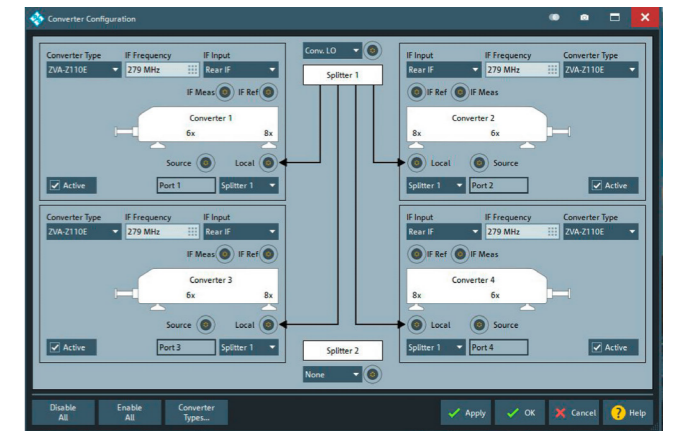 Converter Configuration
Converter Type IF Frequency IF Input
ZVA-Z110E 279 MHz Rear IF
IF Meas IF Ref
Converter 1
6x 8x
Source Local
Active Port 1 Splitter 1
Conv. LO
Splitter 1
IF Input IF Frequency Converter Type
Rear IF 279 MHz ZVA-Z110E
IF Ref IF Meas
Converter 2
8x 6x
Local Source
Splitter 1 Port 2 Active
Converter Type IF Frequency IF Input
ZVA-Z110E 279 MHz Rear IF
IF Meas IF Ref
Converter 3
6x 8x
Source Local
Active Port 3 Splitter 1
Splitter 2
None
IF Input IF Frequency Converter Type
Rear IF 279 MHz ZVA-Z110E
IF Ref IF Meas
Converter 4
8x 6x
Local Source
Splitter 1 Port 4 Active
Disable All
Enable All
Converter Types...
Apply
OK
Cancel
? Help